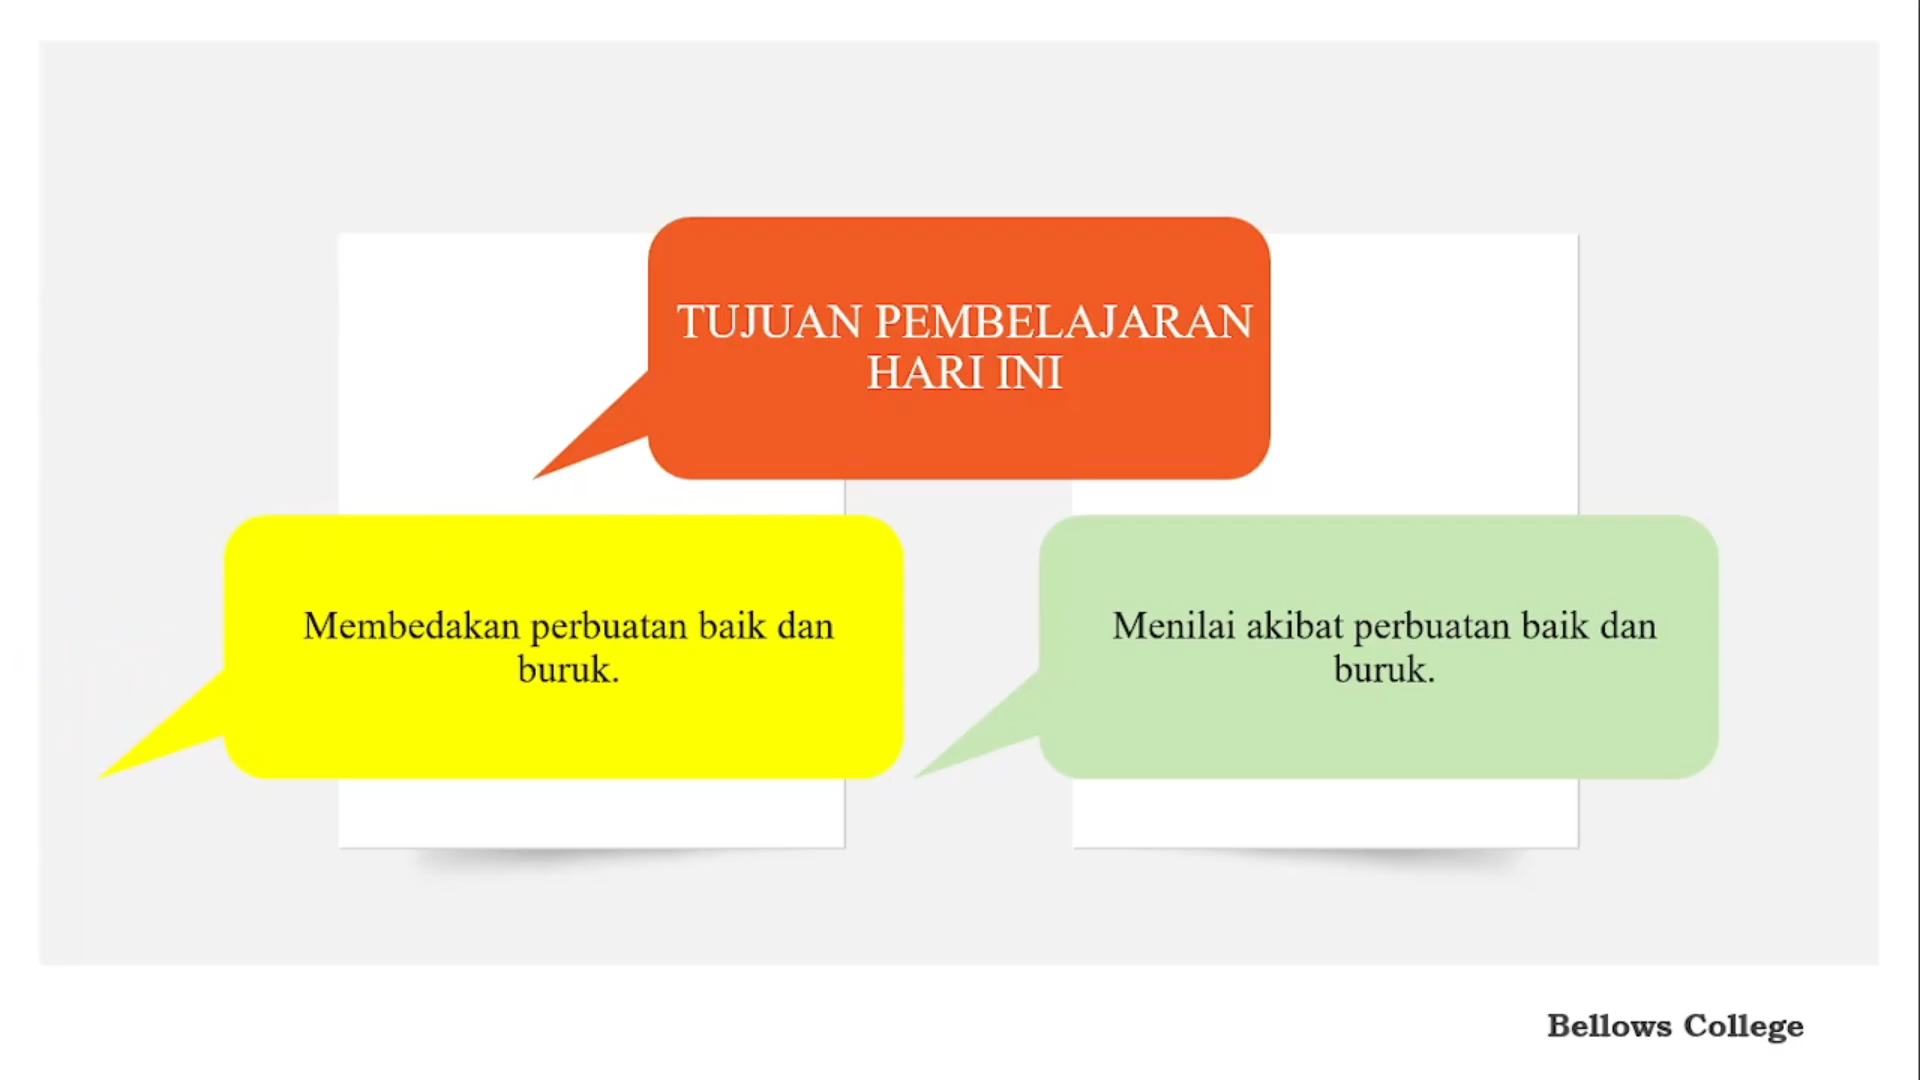 TUJUAN PEMBELAJARAN
HARI INI
Membedakan perbuatan baik dan
buruk.
Menilai akibat perbuatan baik dan
buruk.
Bellows College